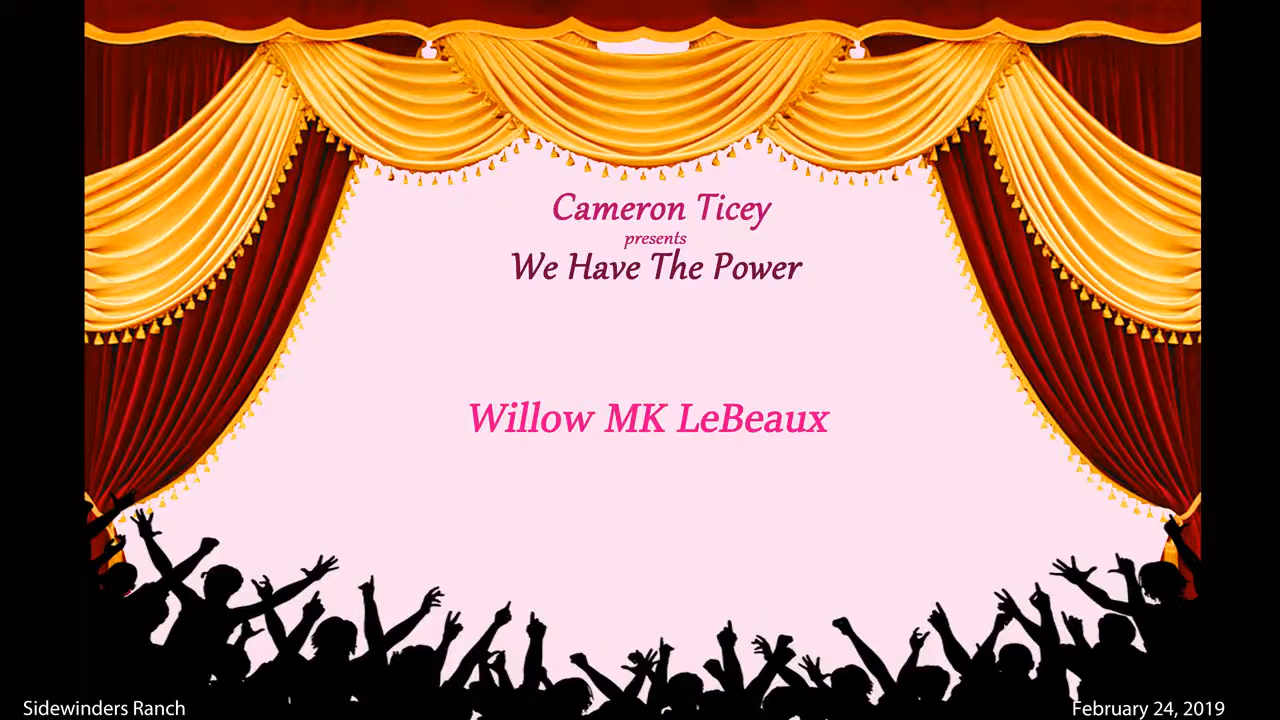 Cameron Ticey
presents
We Have The Power
Willow MK LeBeaux
Sidewinders Ranch
February 24, 2019